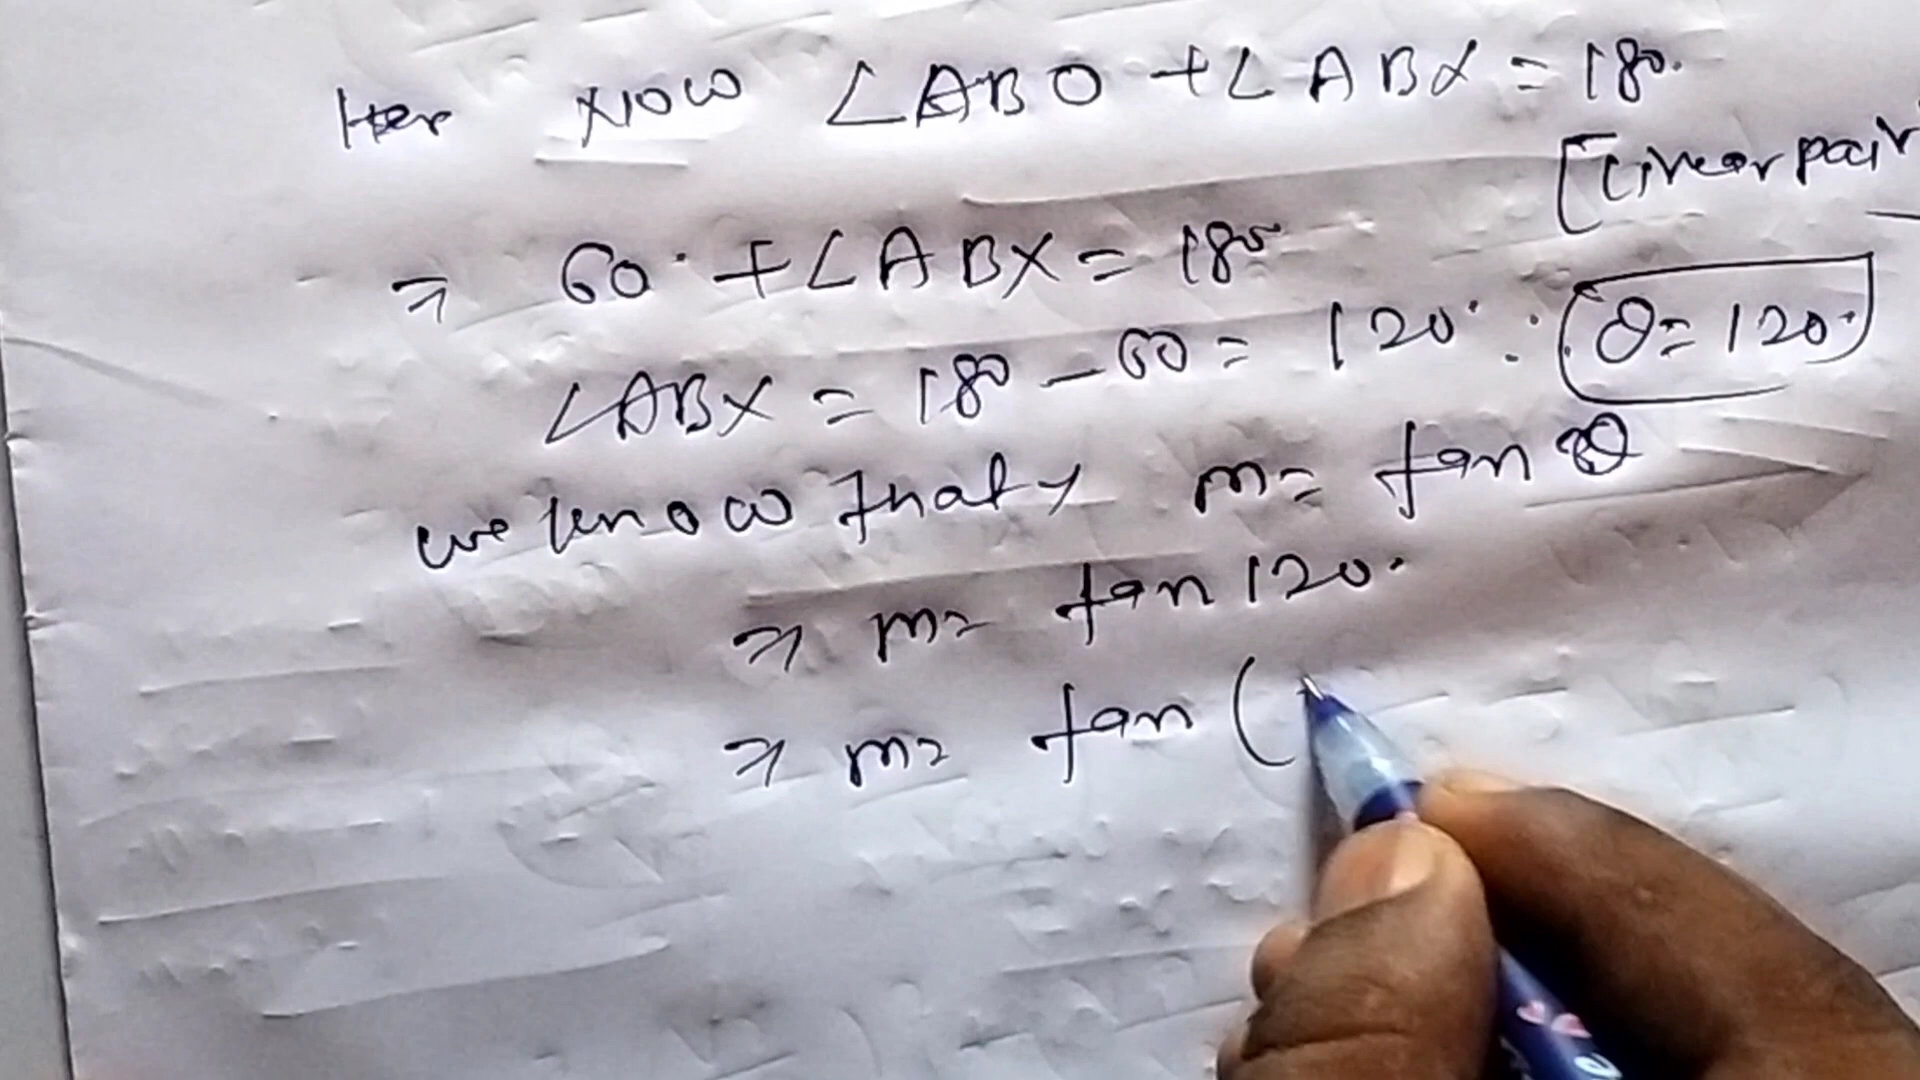 Her Now ∠ABO + ∠ABX = 180°
[Linear pair
⇒ 60° + ∠ABX = 180
∠ABX = 180 - 60 = 120° ∴ θ = 120°
we know that, m = tan θ
⇒ m = tan 120°
⇒ m = tan (